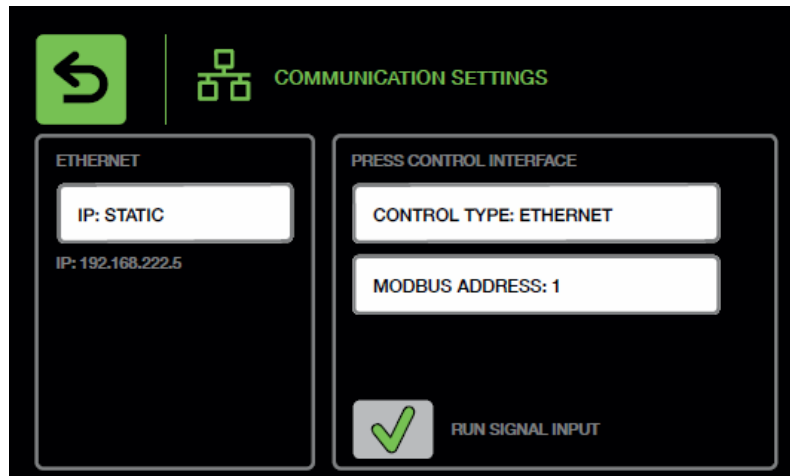 COMMUNICATION SETTINGS
ETHERNET
IP: STATIC
IP: 192.168.222.5
PRESS CONTROL INTERFACE
CONTROL TYPE: ETHERNET
MODBUS ADDRESS: 1
RUN SIGNAL INPUT